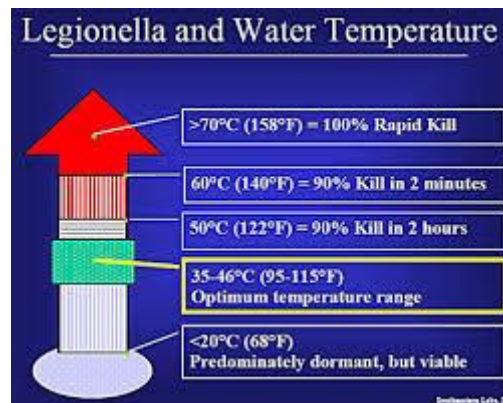 Legionella and Water Temperature
>70°C (158°F) = 100% Rapid Kill
60°C (140°F) = 90% Kill in 2 minutes
50°C (122°F) = 90% Kill in 2 hours
35-46°C (95-115°F)
Optimum temperature range
<20°C (68°F)
Predominately dormant, but viable